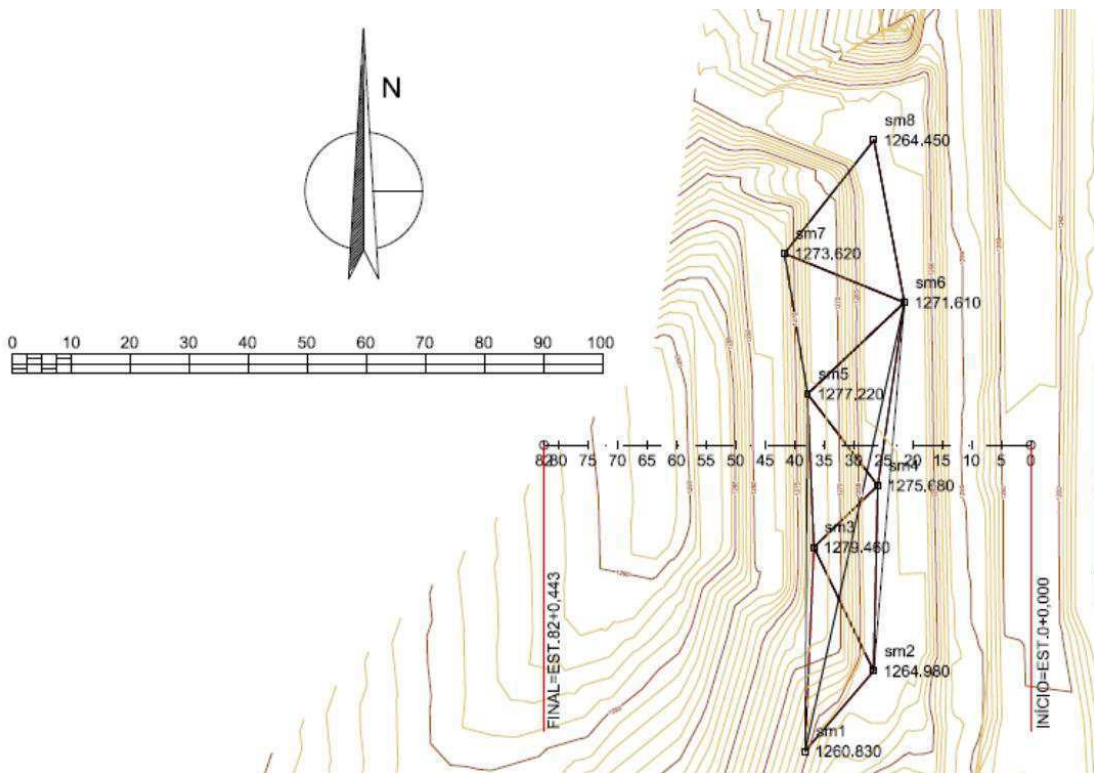 N
0 10 20 30 40 50 60 70 80 90 100
sm8
1264.450
sm7
1273.620
sm6
1271.610
sm5
1277.220
82 80 75 70 65 60 55 50 45 40 35 30 25 20 15 10 5 0
sm4
1275.680
sm3
1279.460
sm2
1264.980
sm1
1260.830
FINAL=EST.82+0,443
INÍCIO=EST.0+0,000